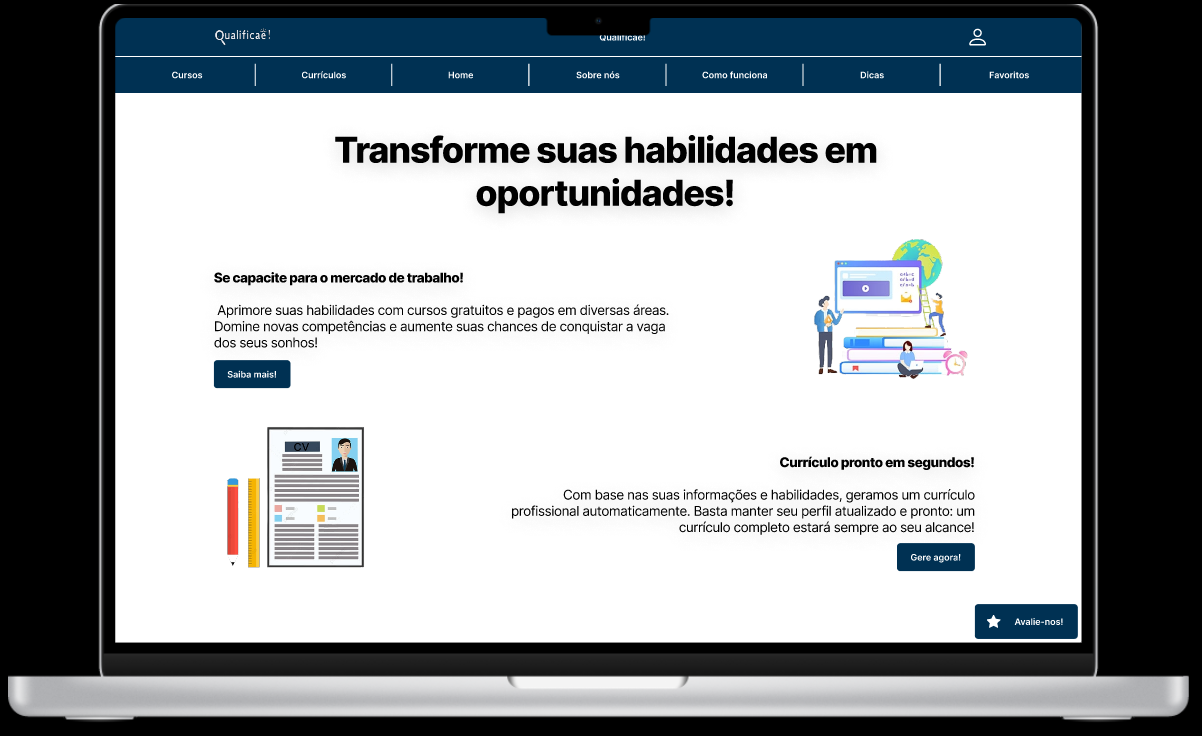 Qualificaê!
Qualificaê!
Cursos
Currículos
Home
Sobre nós
Como funciona
Dicas
Favoritos
Transforme suas habilidades em
oportunidades!
Se capacite para o mercado de trabalho!
Aprimore suas habilidades com cursos gratuitos e pagos em diversas áreas.
Domine novas competências e aumente suas chances de conquistar a vaga
dos seus sonhos!
Saiba mais!
CV
Currículo pronto em segundos!
Com base nas suas informações e habilidades, geramos um currículo
profissional automaticamente. Basta manter seu perfil atualizado e pronto: um
currículo completo estará sempre ao seu alcance!
Gere agora!
Avalie-nos!